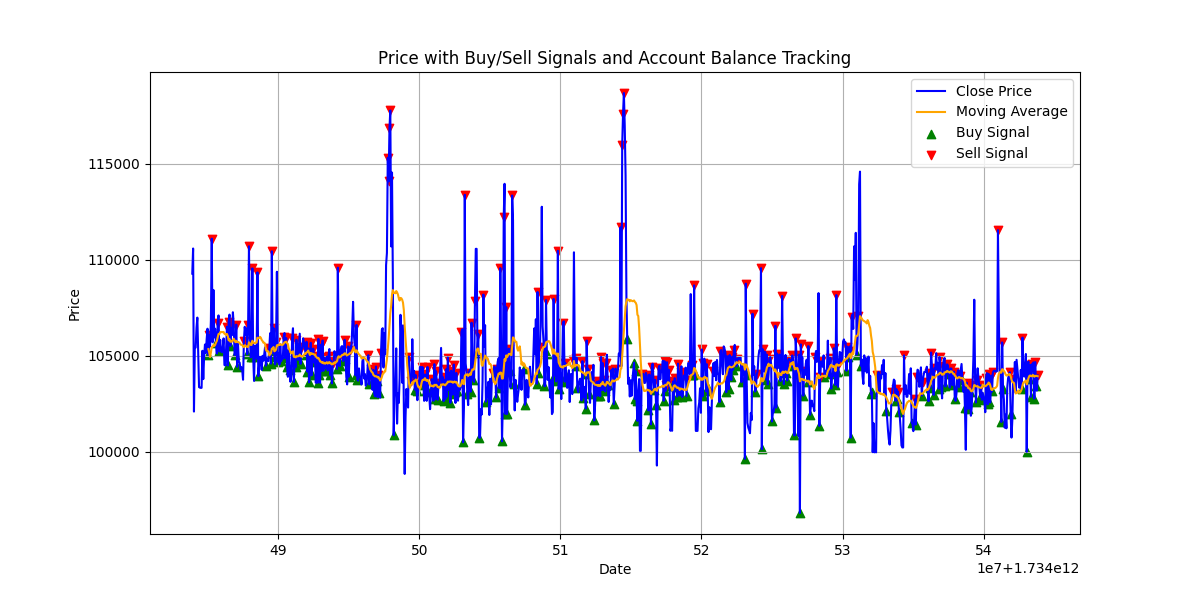 Price with Buy/Sell Signals and Account Balance Tracking
Close Price
Moving Average
Buy Signal
Sell Signal
115000
110000
105000
100000
Price
49 50 51 52 53 54
Date
1e7+1.734e12